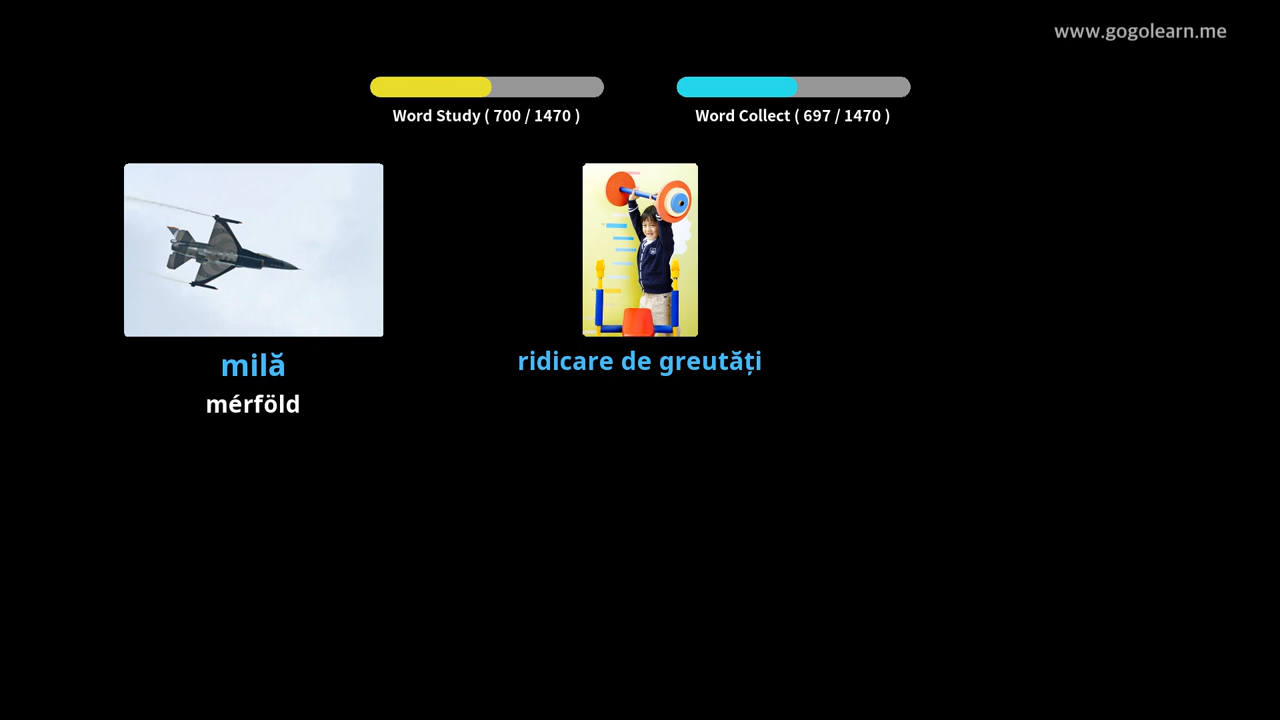 www.gogolearn.me
Word Study ( 700 / 1470 )
Word Collect ( 697 / 1470 )
milă
mérföld
ridicare de greutăți